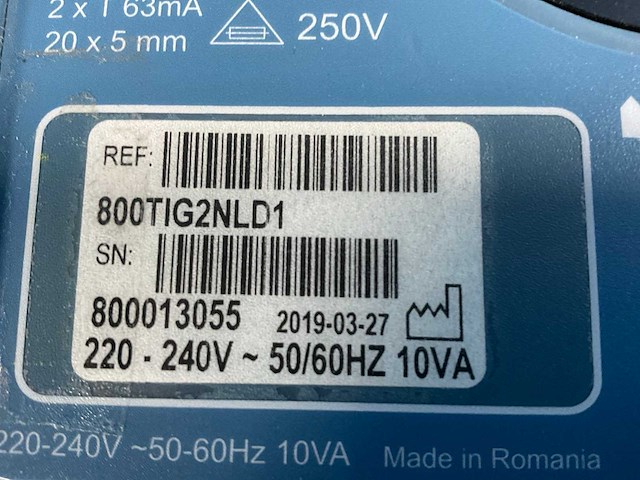 2 x T 63mA
20 x 5 mm
250V
REF:
800TIG2NLD1
SN:
800013055 2019-03-27
220 - 240V ~ 50/60HZ 10VA
220-240V ~50-60Hz 10VA Made in Romania